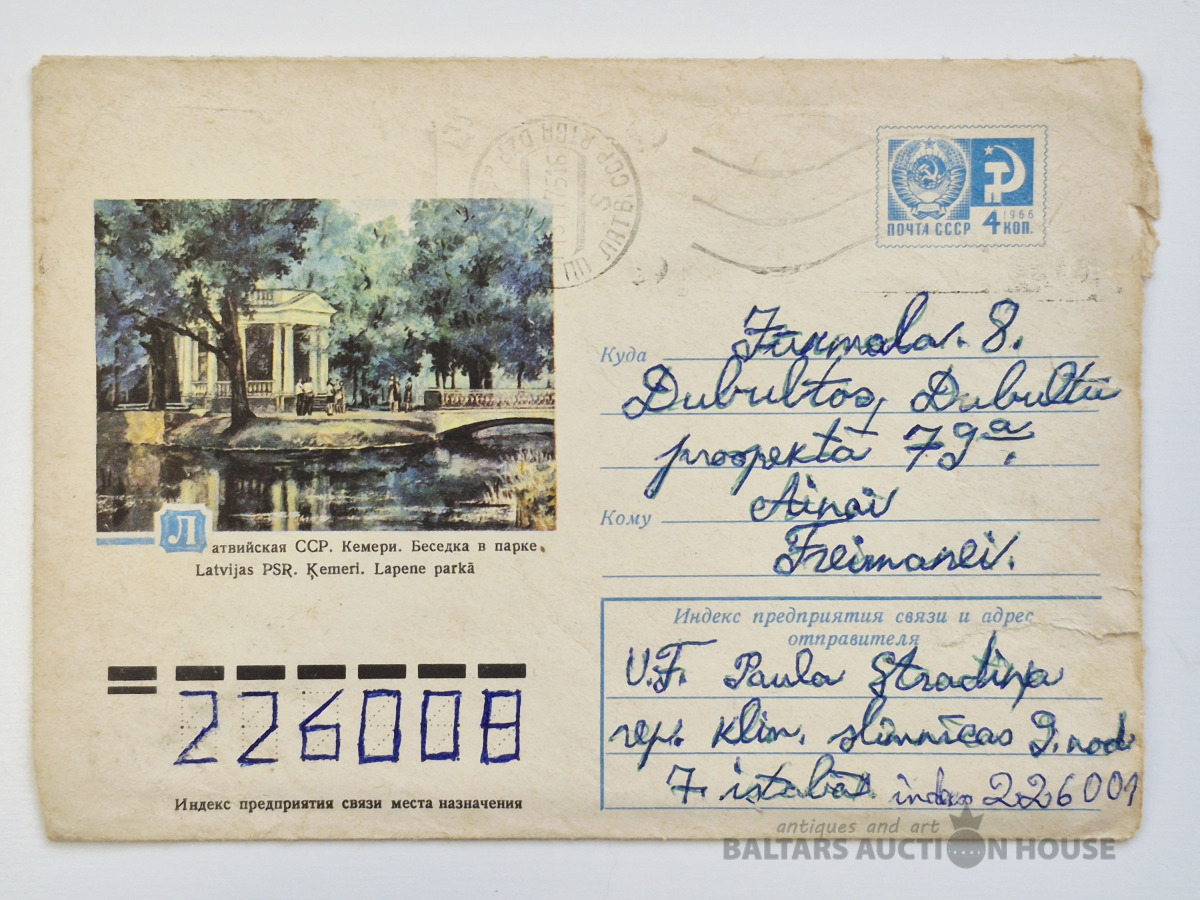 ПОЧТА СССР 4 КОП.
1966
Куда Jūrmala. 8.
Dubultos, Dubultu
prospektā 79ª.
Кому Ainai
Freimanei.
Латвийская ССР. Кемери. Беседка в парке.
Latvijas PSR. Ķemeri. Lapene parkā
Индекс предприятия связи и адрес
отправителя
V.F. Paula Stradiņa
rep. klin. slimnīcas 9. nod.
7. istabā index 226001
226008
Индекс предприятия связи места назначения
antiques and art
BALTARS AUCTION HOUSE